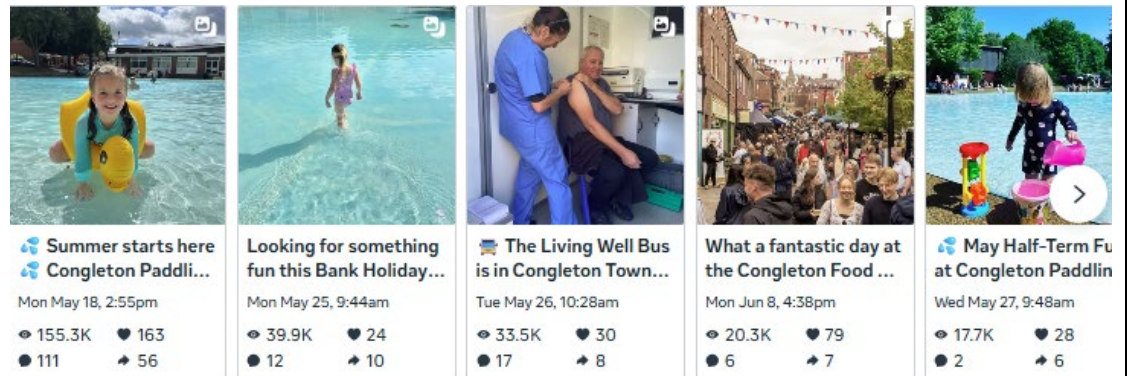 💦 Summer starts here
💦 Congleton Paddli...
Mon May 18, 2:55pm
155.3K 163
111 56
Looking for something
fun this Bank Holiday...
Mon May 25, 9:44am
39.9K 24
12 10
🚍 The Living Well Bus
is in Congleton Town...
Tue May 26, 10:28am
33.5K 30
17 8
What a fantastic day at
the Congleton Food ...
Mon Jun 8, 4:38pm
20.3K 79
6 7
💦 May Half-Term Fu
at Congleton Paddlin
Wed May 27, 9:48am
17.7K 28
2 6